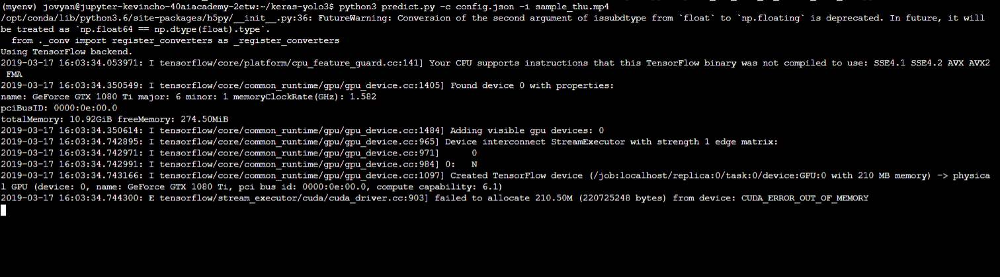 (myenv) jovyan@jupyter-kevincho-40aiacademy-2etw:~/keras-yolo3$ python3 predict.py -c config.json -i sample_thu.mp4
/opt/conda/lib/python3.6/site-packages/h5py/__init__.py:36: FutureWarning: Conversion of the second argument of issubdtype from `float` to `np.floating` is deprecated. In future, it will
be treated as `np.float64 == np.dtype(float).type`.
  from ._conv import register_converters as _register_converters
Using TensorFlow backend.
2019-03-17 16:03:34.053971: I tensorflow/core/platform/cpu_feature_guard.cc:141] Your CPU supports instructions that this TensorFlow binary was not compiled to use: SSE4.1 SSE4.2 AVX AVX2
 FMA
2019-03-17 16:03:34.350549: I tensorflow/core/common_runtime/gpu/gpu_device.cc:1405] Found device 0 with properties:
name: GeForce GTX 1080 Ti major: 6 minor: 1 memoryClockRate(GHz): 1.582
pciBusID: 0000:0e:00.0
totalMemory: 10.92GiB freeMemory: 274.50MiB
2019-03-17 16:03:34.350614: I tensorflow/core/common_runtime/gpu/gpu_device.cc:1484] Adding visible gpu devices: 0
2019-03-17 16:03:34.742895: I tensorflow/core/common_runtime/gpu/gpu_device.cc:965] Device interconnect StreamExecutor with strength 1 edge matrix:
2019-03-17 16:03:34.742971: I tensorflow/core/common_runtime/gpu/gpu_device.cc:971]      0
2019-03-17 16:03:34.742991: I tensorflow/core/common_runtime/gpu/gpu_device.cc:984] 0:   N
2019-03-17 16:03:34.743166: I tensorflow/core/common_runtime/gpu/gpu_device.cc:1097] Created TensorFlow device (/job:localhost/replica:0/task:0/device:GPU:0 with 210 MB memory) -> physica
l GPU (device: 0, name: GeForce GTX 1080 Ti, pci bus id: 0000:0e:00.0, compute capability: 6.1)
2019-03-17 16:03:34.744300: E tensorflow/stream_executor/cuda/cuda_driver.cc:903] failed to allocate 210.50M (220725248 bytes) from device: CUDA_ERROR_OUT_OF_MEMORY